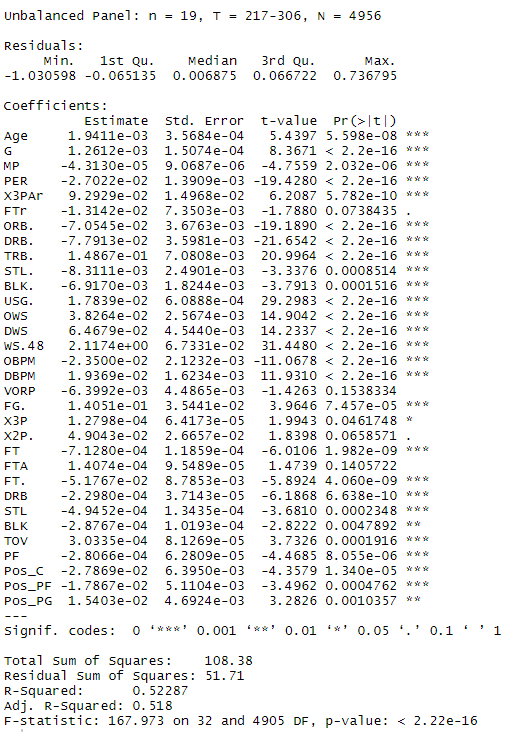 Unbalanced Panel: n = 19, T = 217-306, N = 4956
Residuals:
Min. 1st Qu. Median 3rd Qu. Max.
-1.030598 -0.065135 0.006875 0.066722 0.736795
Coefficients:
Estimate Std. Error t-value Pr(>|t|)
Age 1.9411e-03 3.5684e-04 5.4397 5.598e-08 ***
G 1.2612e-03 1.5074e-04 8.3671 < 2.2e-16 ***
MP -4.3130e-05 9.0687e-06 -4.7559 2.032e-06 ***
PER -2.7022e-02 1.3909e-03 -19.4280 < 2.2e-16 ***
X3PAr 9.2929e-02 1.4968e-02 6.2087 5.782e-10 ***
FTr -1.3142e-02 7.3503e-03 -1.7880 0.0738435 .
ORB. -7.0545e-02 3.6763e-03 -19.1890 < 2.2e-16 ***
DRB. -7.7913e-02 3.5981e-03 -21.6542 < 2.2e-16 ***
TRB. 1.4867e-01 7.0808e-03 20.9964 < 2.2e-16 ***
STL. -8.3111e-03 2.4901e-03 -3.3376 0.0008514 ***
BLK. -6.9170e-03 1.8244e-03 -3.7913 0.0001516 ***
USG. 1.7839e-02 6.0888e-04 29.2983 < 2.2e-16 ***
OWS 3.8264e-02 2.5674e-03 14.9042 < 2.2e-16 ***
DWS 6.4679e-02 4.5440e-03 14.2337 < 2.2e-16 ***
WS.48 2.1174e+00 6.7331e-02 31.4480 < 2.2e-16 ***
OBPM -2.3500e-02 2.1232e-03 -11.0678 < 2.2e-16 ***
DBPM 1.9369e-02 1.6234e-03 11.9310 < 2.2e-16 ***
VORP -6.3992e-03 4.4865e-03 -1.4263 0.1538334
FG. 1.4051e-01 3.5441e-02 3.9646 7.457e-05 ***
X3P 1.2798e-04 6.4173e-05 1.9943 0.0461748 *
X2P. 4.9043e-02 2.6657e-02 1.8398 0.0658571 .
FT -7.1280e-04 1.1859e-04 -6.0106 1.982e-09 ***
FTA 1.4074e-04 9.5489e-05 1.4739 0.1405722
FT. -5.1767e-02 8.7853e-03 -5.8924 4.060e-09 ***
DRB -2.2980e-04 3.7143e-05 -6.1868 6.638e-10 ***
STL -4.9452e-04 1.3435e-04 -3.6810 0.0002348 ***
BLK -2.8767e-04 1.0193e-04 -2.8222 0.0047892 **
TOV 3.0335e-04 8.1269e-05 3.7326 0.0001916 ***
PF -2.8066e-04 6.2809e-05 -4.4685 8.055e-06 ***
Pos_C -2.7869e-02 6.3950e-03 -4.3579 1.340e-05 ***
Pos_PF -1.7867e-02 5.1104e-03 -3.4962 0.0004762 ***
Pos_PG 1.5403e-02 4.6924e-03 3.2826 0.0010357 **
---
Signif. codes: 0 ‘***’ 0.001 ‘**’ 0.01 ‘*’ 0.05 ‘.’ 0.1 ‘ ’ 1
Total Sum of Squares: 108.38
Residual Sum of Squares: 51.71
R-Squared: 0.52287
Adj. R-Squared: 0.518
F-statistic: 167.973 on 32 and 4905 DF, p-value: < 2.22e-16